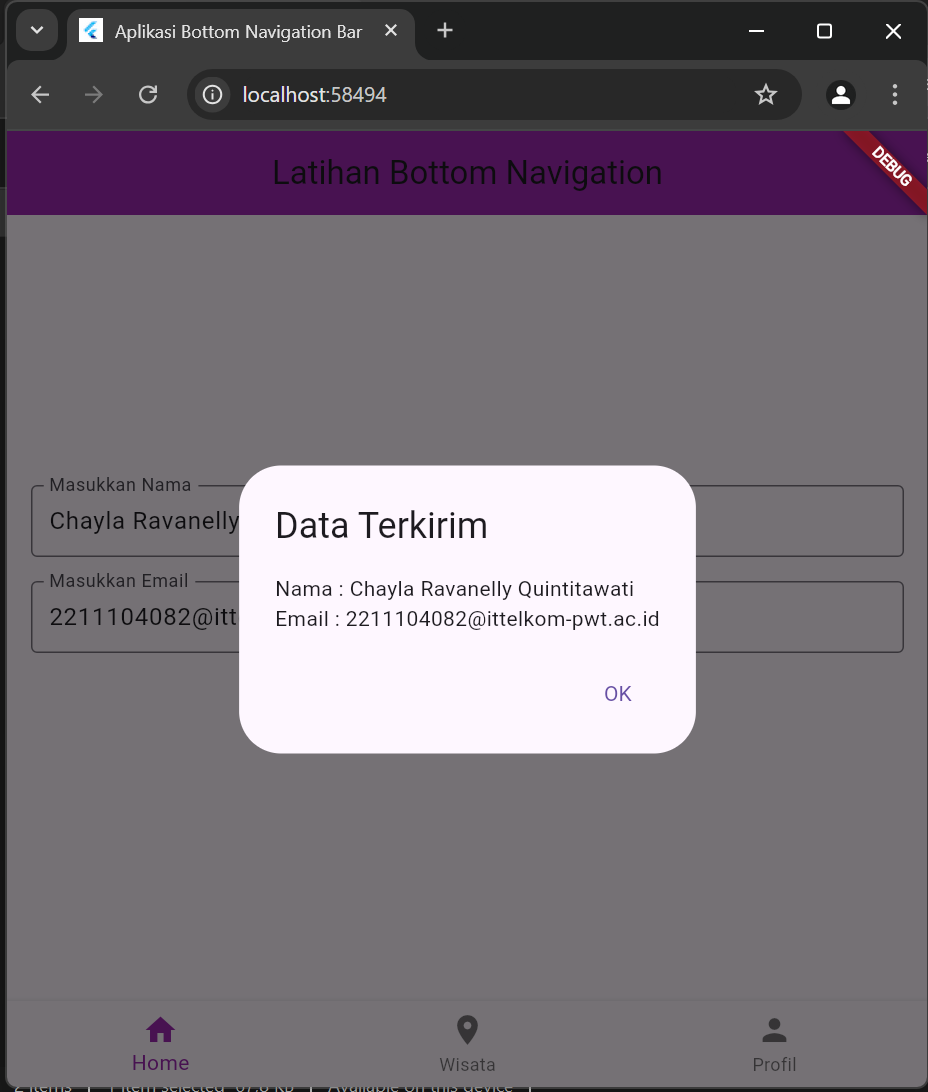 Aplikasi Bottom Navigation Bar
localhost:58494
Latihan Bottom Navigation
DEBUG
Masukkan Nama
Chayla Ravanelly
Masukkan Email
2211104082@itt
Data Terkirim
Nama : Chayla Ravanelly Quintitawati
Email : 2211104082@ittelkom-pwt.ac.id
OK
Home
Wisata
Profil